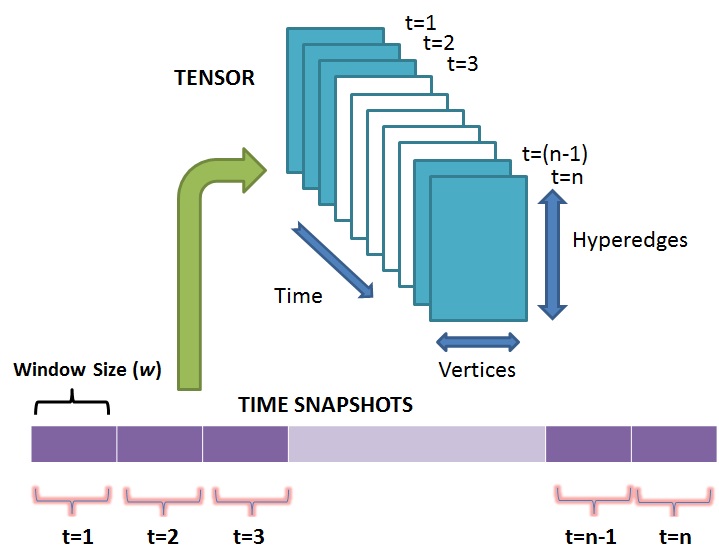 t=1
t=2
t=3
TENSOR
t=(n-1)
t=n
Hyperedges
Time
Vertices
Window Size (w)
TIME SNAPSHOTS
t=1
t=2
t=3
t=n-1
t=n